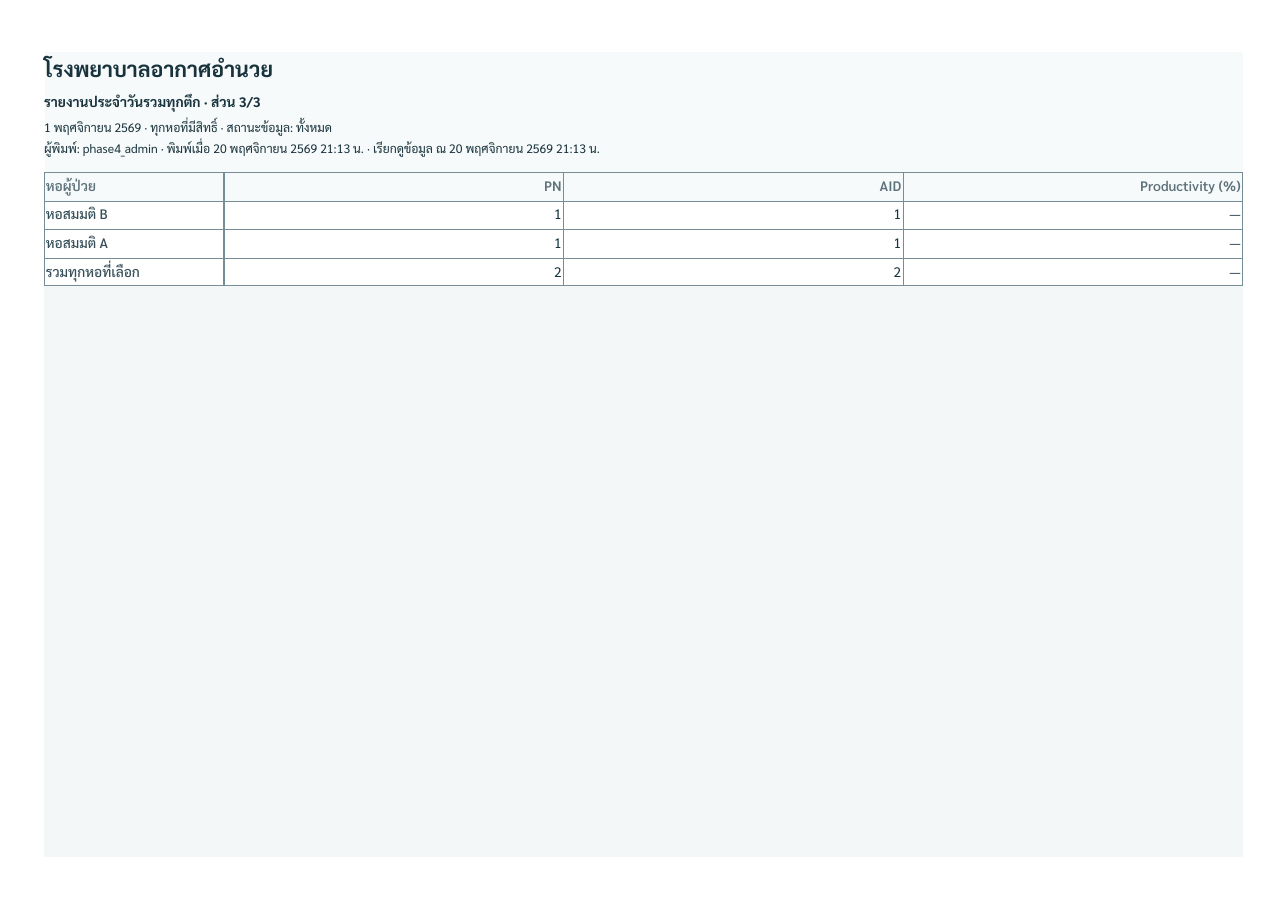 โรงพยาบาลอากาศอำนวย
รายงานประจำวันรวมทุกตึก · ส่วน 3/3
1 พฤศจิกายน 2569 · ทุกหอที่มีสิทธิ์ · สถานะข้อมูล: ทั้งหมด
ผู้พิมพ์: phase4_admin · พิมพ์เมื่อ 20 พฤศจิกายน 2569 21:13 น. · เรียกดูข้อมูล ณ 20 พฤศจิกายน 2569 21:13 น.
หอผู้ป่วย PN AID Productivity (%)
หอสมมติ B 1 1 —
หอสมมติ A 1 1 —
รวมทุกหอที่เลือก 2 2 —